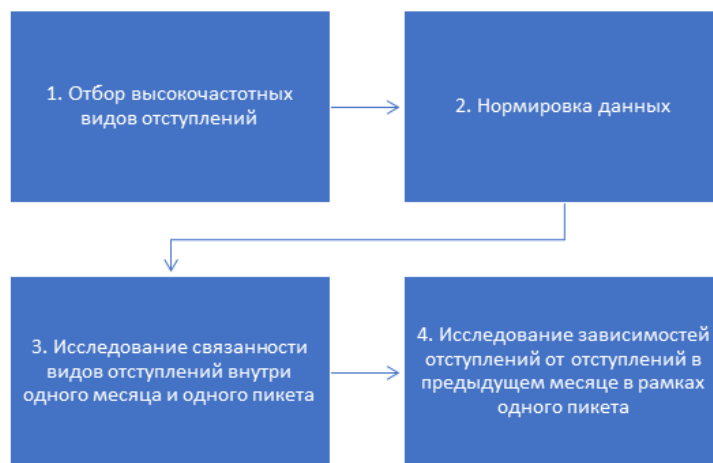 1. Отбор высокочастотных
видов отступлений
2. Нормировка данных
3. Исследование связанности
видов отступлений внутри
одного месяца и одного пикета
4. Исследование зависимостей
отступлений от отступлений в
предыдущем месяце в рамках
одного пикета